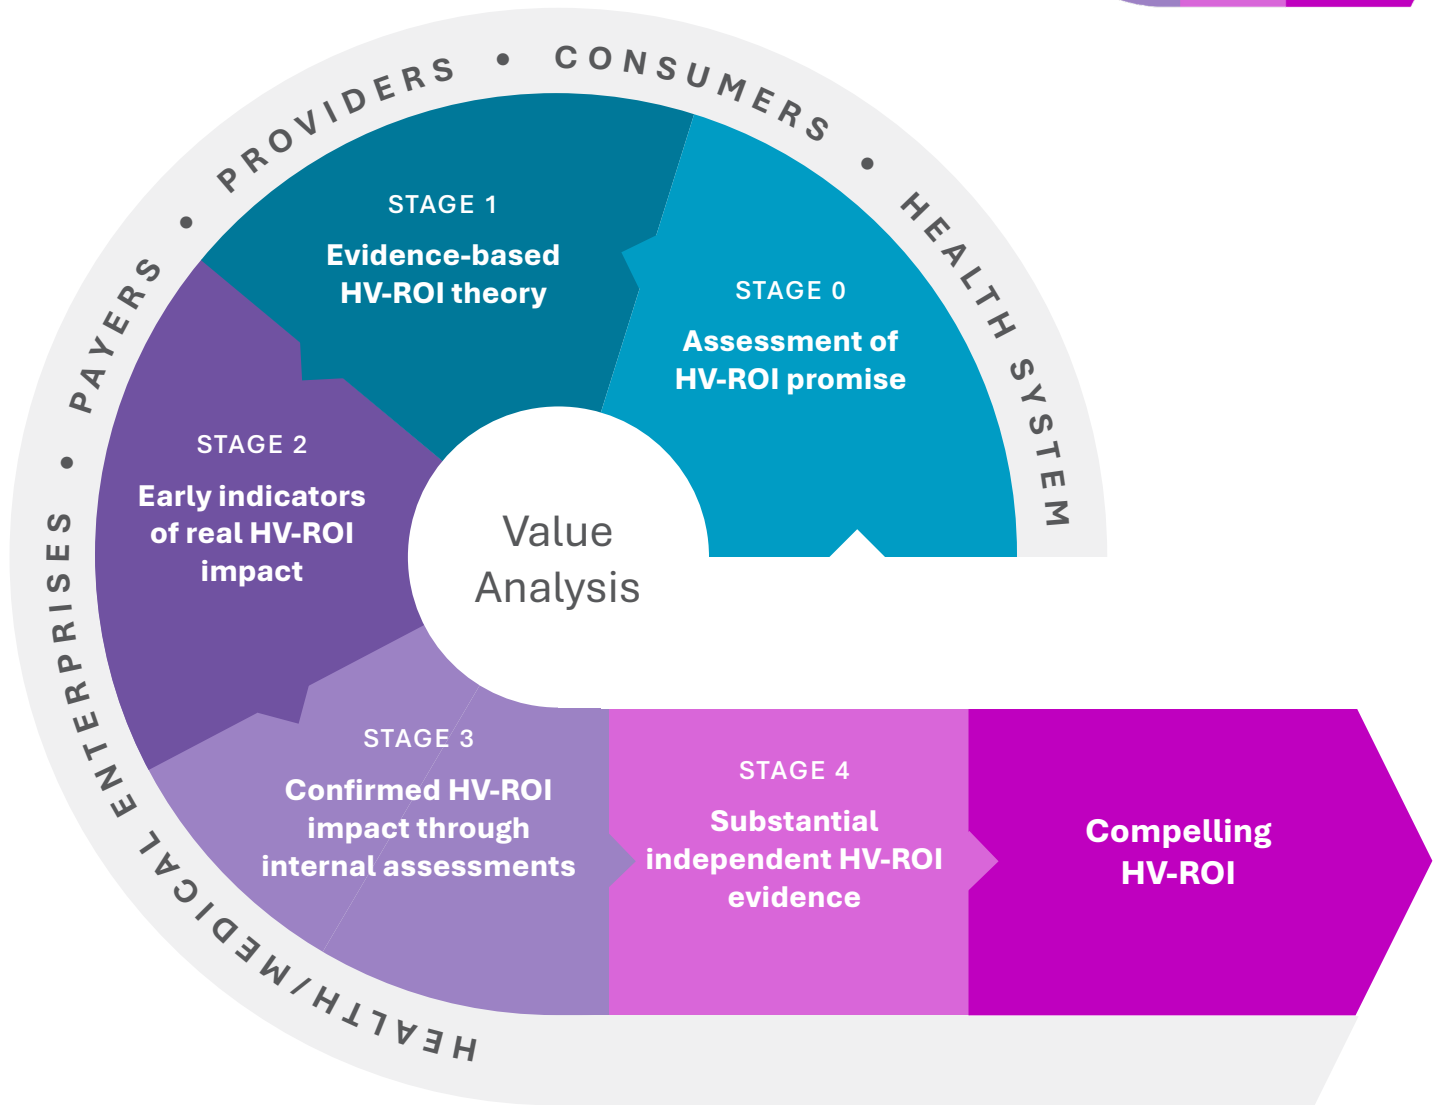 HEALTH/MEDICAL ENTERPRISES • PAYERS • PROVIDERS • CONSUMERS • HEALTH SYSTEM
STAGE 0
Assessment of
HV-ROI promise
STAGE 1
Evidence-based
HV-ROI theory
STAGE 2
Early indicators
of real HV-ROI
impact
Value
Analysis
STAGE 3
Confirmed HV-ROI
impact through
internal assessments
STAGE 4
Substantial
independent HV-ROI
evidence
Compelling
HV-ROI